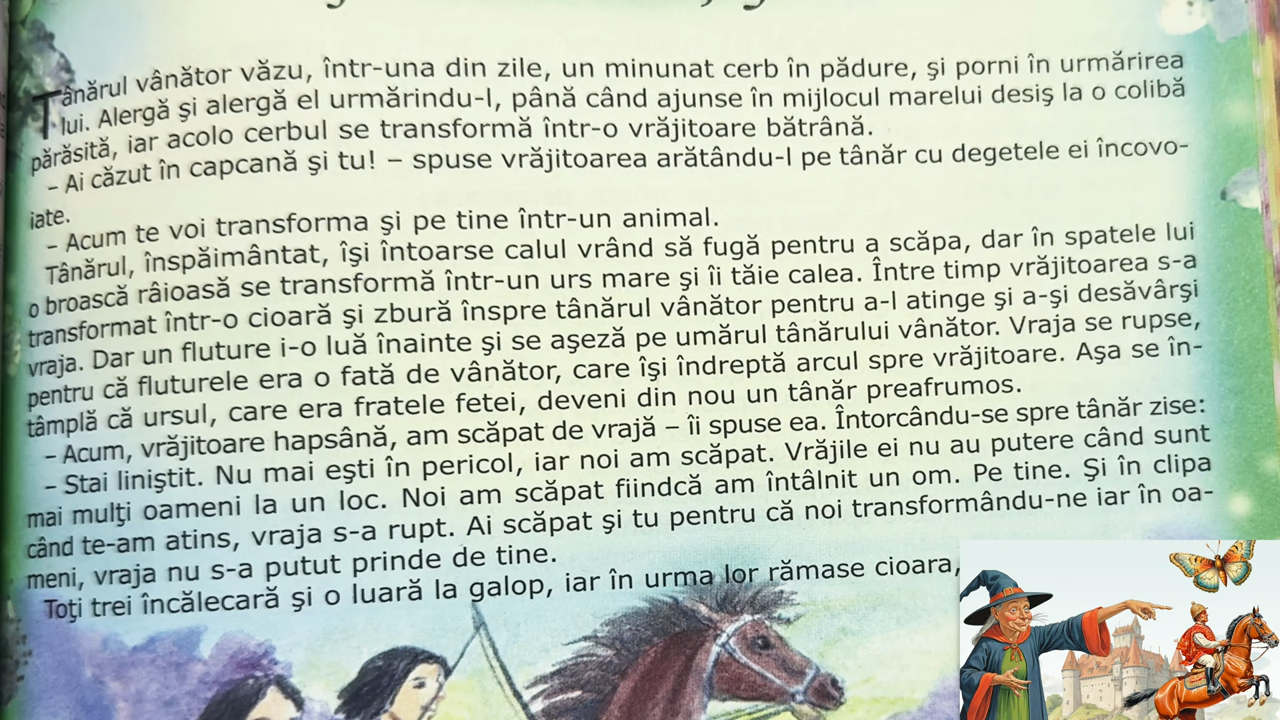 Tânărul vânător văzu, într-una din zile, un minunat cerb în pădure, şi porni în urmărirea
lui. Alergă şi alergă el urmărindu-l, până când ajunse în mijlocul marelui desiş la o colibă
părăsită, iar acolo cerbul se transformă într-o vrăjitoare bătrână.
– Ai căzut în capcană şi tu! – spuse vrăjitoarea arătându-l pe tânăr cu degetele ei încovo-
iate.
– Acum te voi transforma şi pe tine într-un animal.
Tânărul, înspăimântat, îşi întoarse calul vrând să fugă pentru a scăpa, dar în spatele lui
o broască râioasă se transformă într-un urs mare şi îi tăie calea. Între timp vrăjitoarea s-a
transformat într-o cioară şi zbură înspre tânărul vânător pentru a-l atinge şi a-şi desăvârşi
vraja. Dar un fluture i-o luă înainte şi se aşeză pe umărul tânărului vânător. Vraja se rupse,
pentru că fluturele era o fată de vânător, care îşi îndreptă arcul spre vrăjitoare. Aşa se în-
tâmplă că ursul, care era fratele fetei, deveni din nou un tânăr preafrumos.
– Acum, vrăjitoare hapsână, am scăpat de vrajă – îi spuse ea. Întorcându-se spre tânăr zise:
– Stai liniştit. Nu mai eşti în pericol, iar noi am scăpat. Vrăjile ei nu au putere când sunt
mai mulţi oameni la un loc. Noi am scăpat fiindcă am întâlnit un om. Pe tine. Şi în clipa
când te-am atins, vraja s-a rupt. Ai scăpat şi tu pentru că noi transformându-ne iar în oa-
meni, vraja nu s-a putut prinde de tine.
Toţi trei încălecară şi o luară la galop, iar în urma lor rămase cioara,